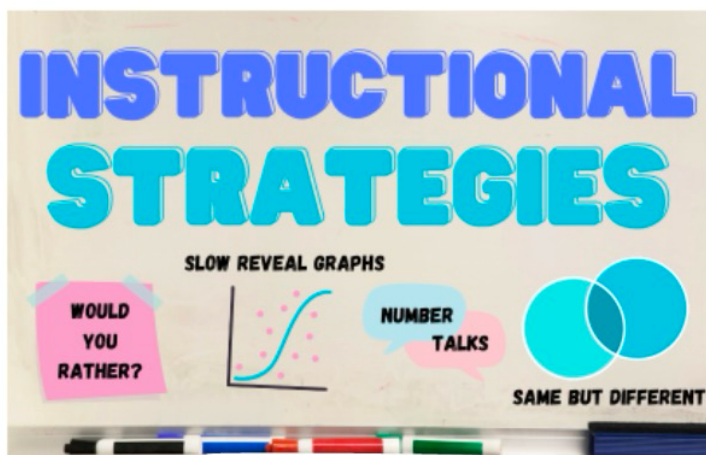 INSTRUCTIONAL
STRATEGIES
SLOW REVEAL GRAPHS
WOULD
YOU
RATHER?
NUMBER
TALKS
SAME BUT DIFFERENT